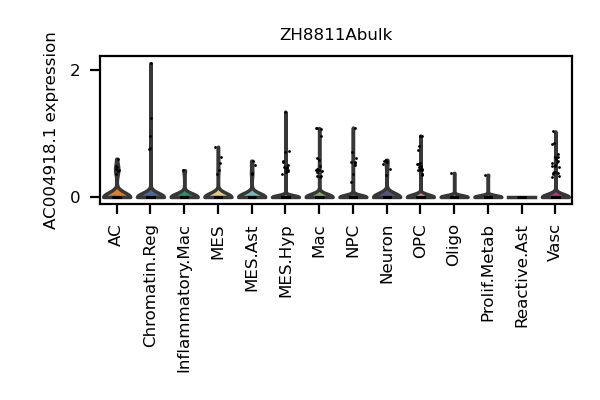 ZH8811Abulk
AC004918.1 expression
2
0
AC
Chromatin.Reg
Inflammatory.Mac
MES
MES.Ast
MES.Hyp
Mac
NPC
Neuron
OPC
Oligo
Prolif.Metab
Reactive.Ast
Vasc